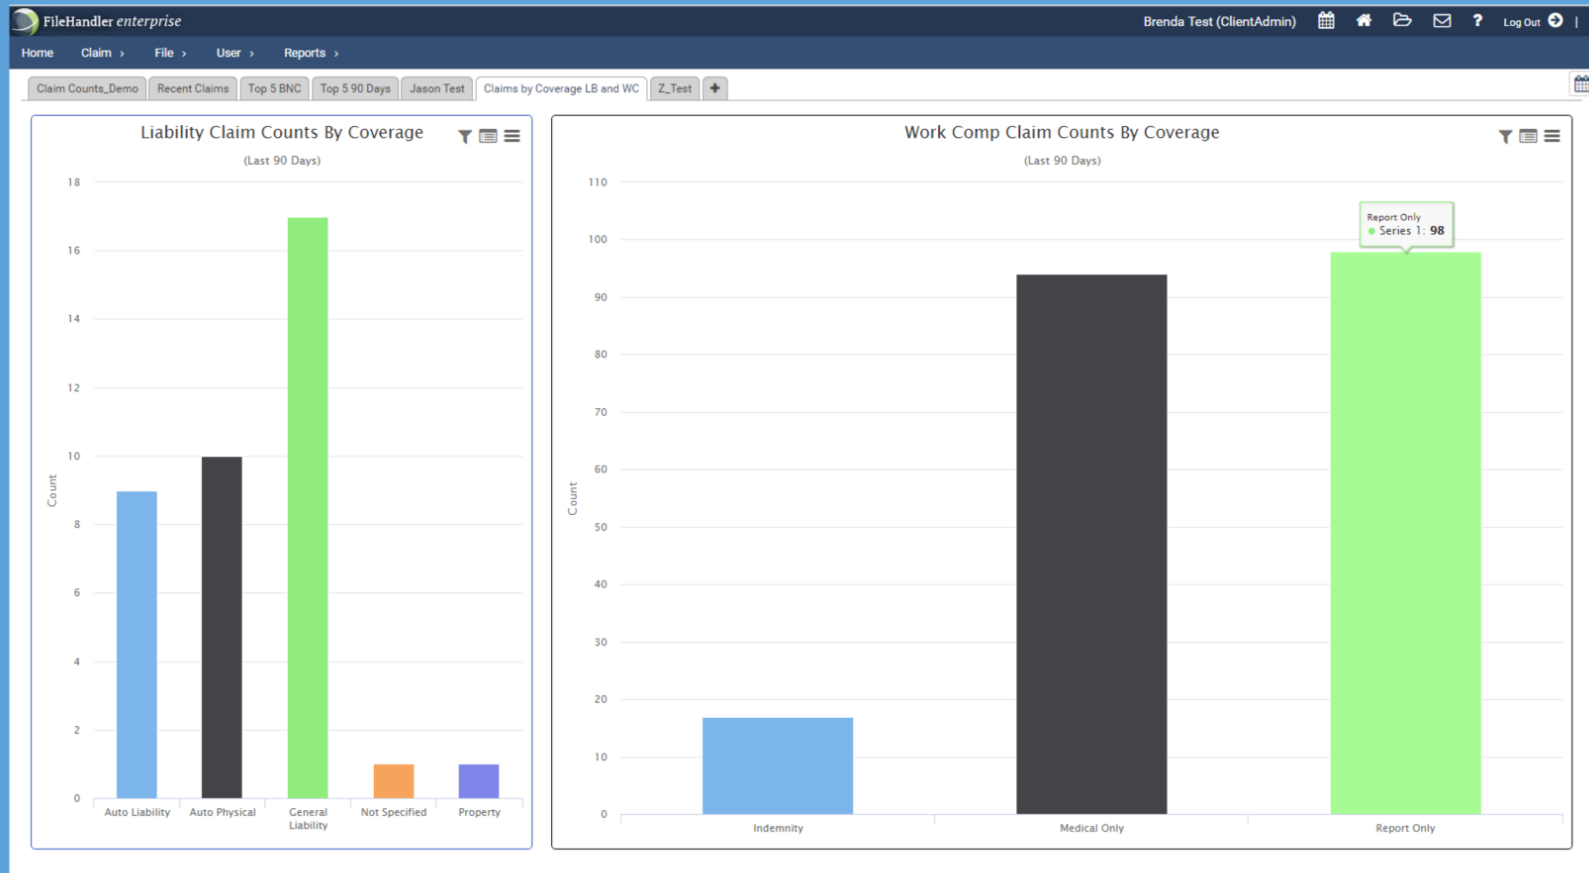 FileHandler enterprise
Brenda Test (ClientAdmin) ? Log Out |
Home Claim › File › User › Reports ›
Claim Counts_Demo Recent Claims Top 5 BNC Top 5 90 Days Jason Test Claims by Coverage LB and WC Z_Test +
Liability Claim Counts By Coverage
(Last 90 Days)
18
16
14
12
10
8
6
4
2
0
Count
Auto Liability Auto Physical General Liability Not Specified Property
Work Comp Claim Counts By Coverage
(Last 90 Days)
110
100
90
80
70
60
50
40
30
20
10
0
Count
Report Only
● Series 1: 98
Indemnity Medical Only Report Only